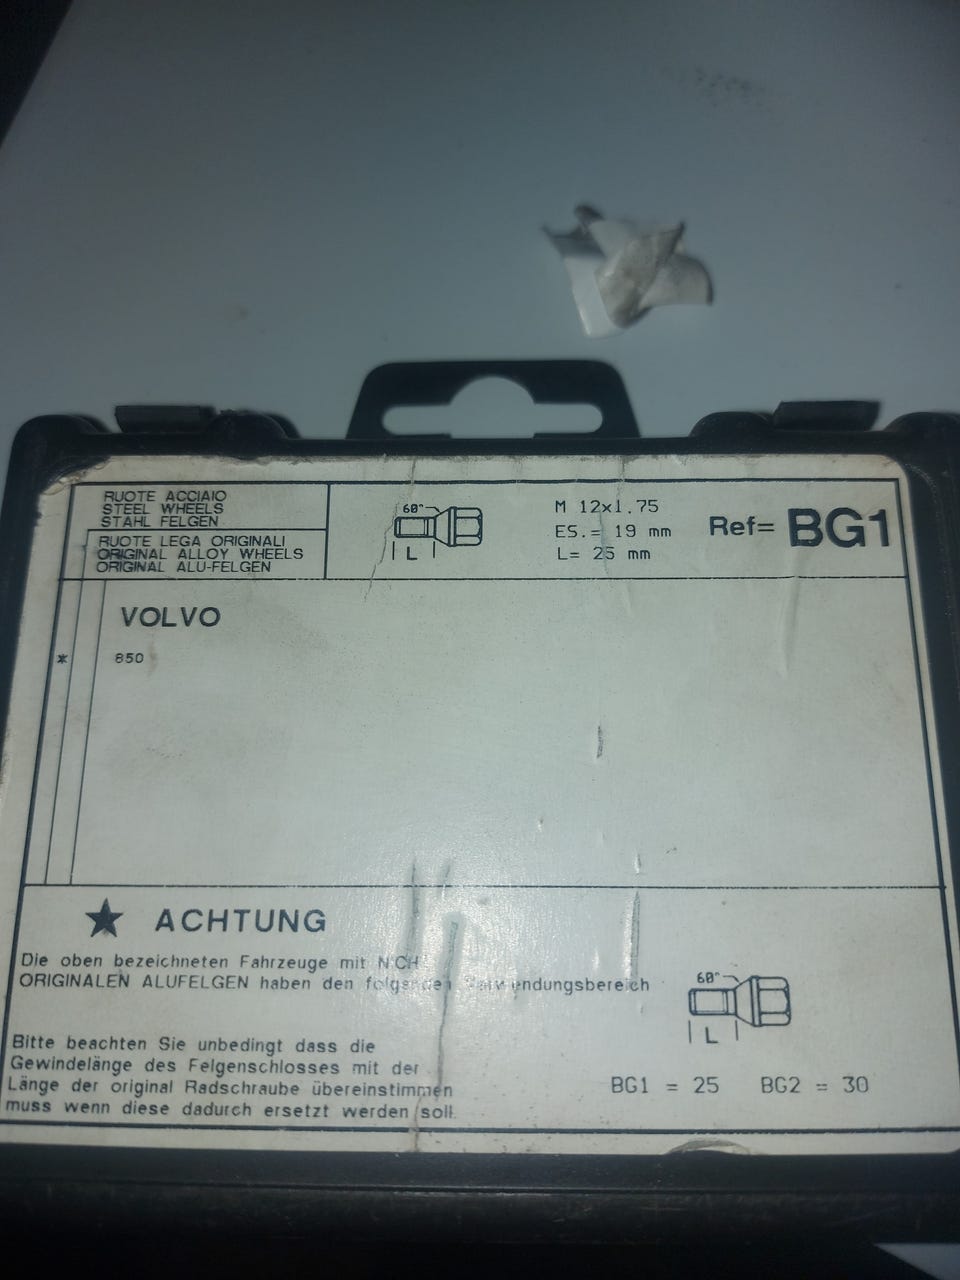 RUOTE ACCIAIO
STEEL WHEELS
STAHL FELGEN
RUOTE LEGA ORIGINALI
ORIGINAL ALLOY WHEELS
ORIGINAL ALU-FELGEN
60°
L
M 12x1.75
ES.= 19 mm
L= 25 mm
Ref= BG1
VOLVO
* 850
★ ACHTUNG
Die oben bezeichneten Fahrzeuge mit
ORIGINALEN ALUFELGEN haben den
Bitte beachten Sie unbedingt dass die
Gewindelänge des Felgenschlosses mit der
Länge der original Radschraube übereinstimmen
muss wenn diese dadurch ersetzt werden soll.
60°
L
BG1 = 25 BG2 = 30